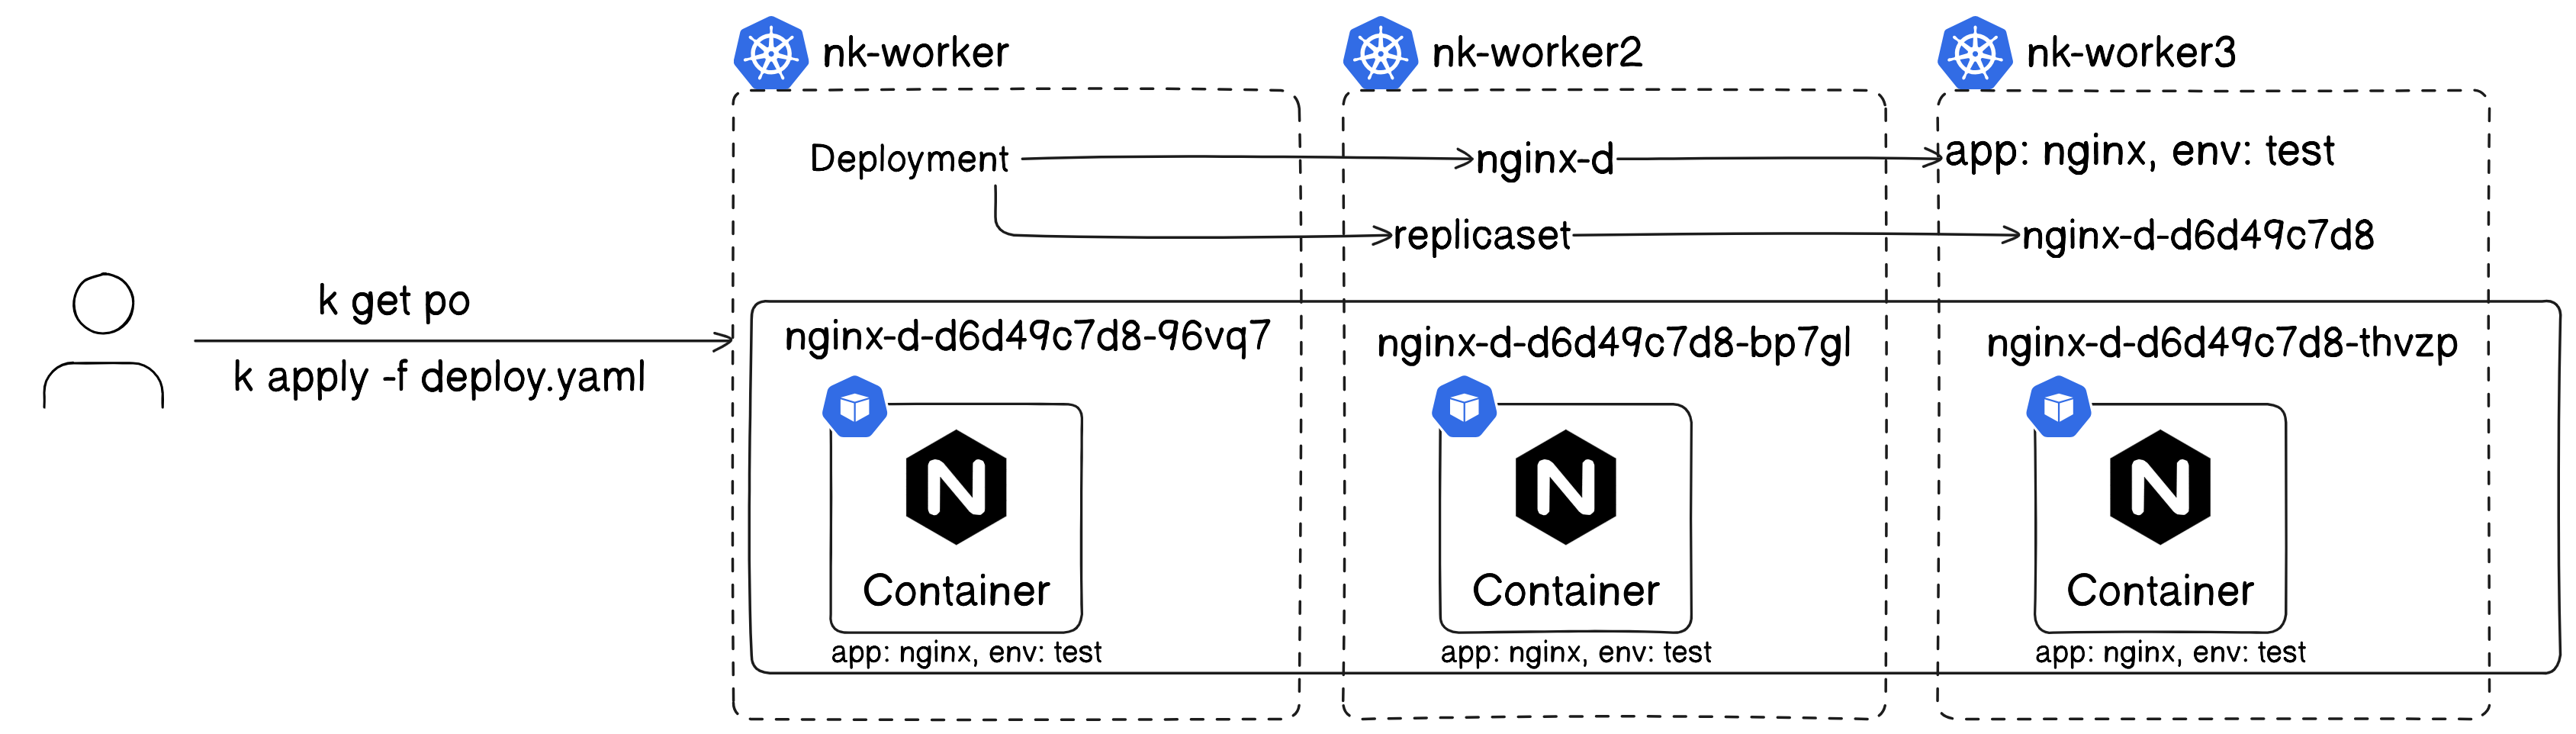 nk-worker
nk-worker2
nk-worker3
Deployment
nginx-d
app: nginx, env: test
replicaset
nginx-d-d6d49c7d8
k get po
k apply -f deploy.yaml
nginx-d-d6d49c7d8-96vq7
nginx-d-d6d49c7d8-bp7gl
nginx-d-d6d49c7d8-thvzp
N
Container
app: nginx, env: test
N
Container
app: nginx, env: test
N
Container
app: nginx, env: test